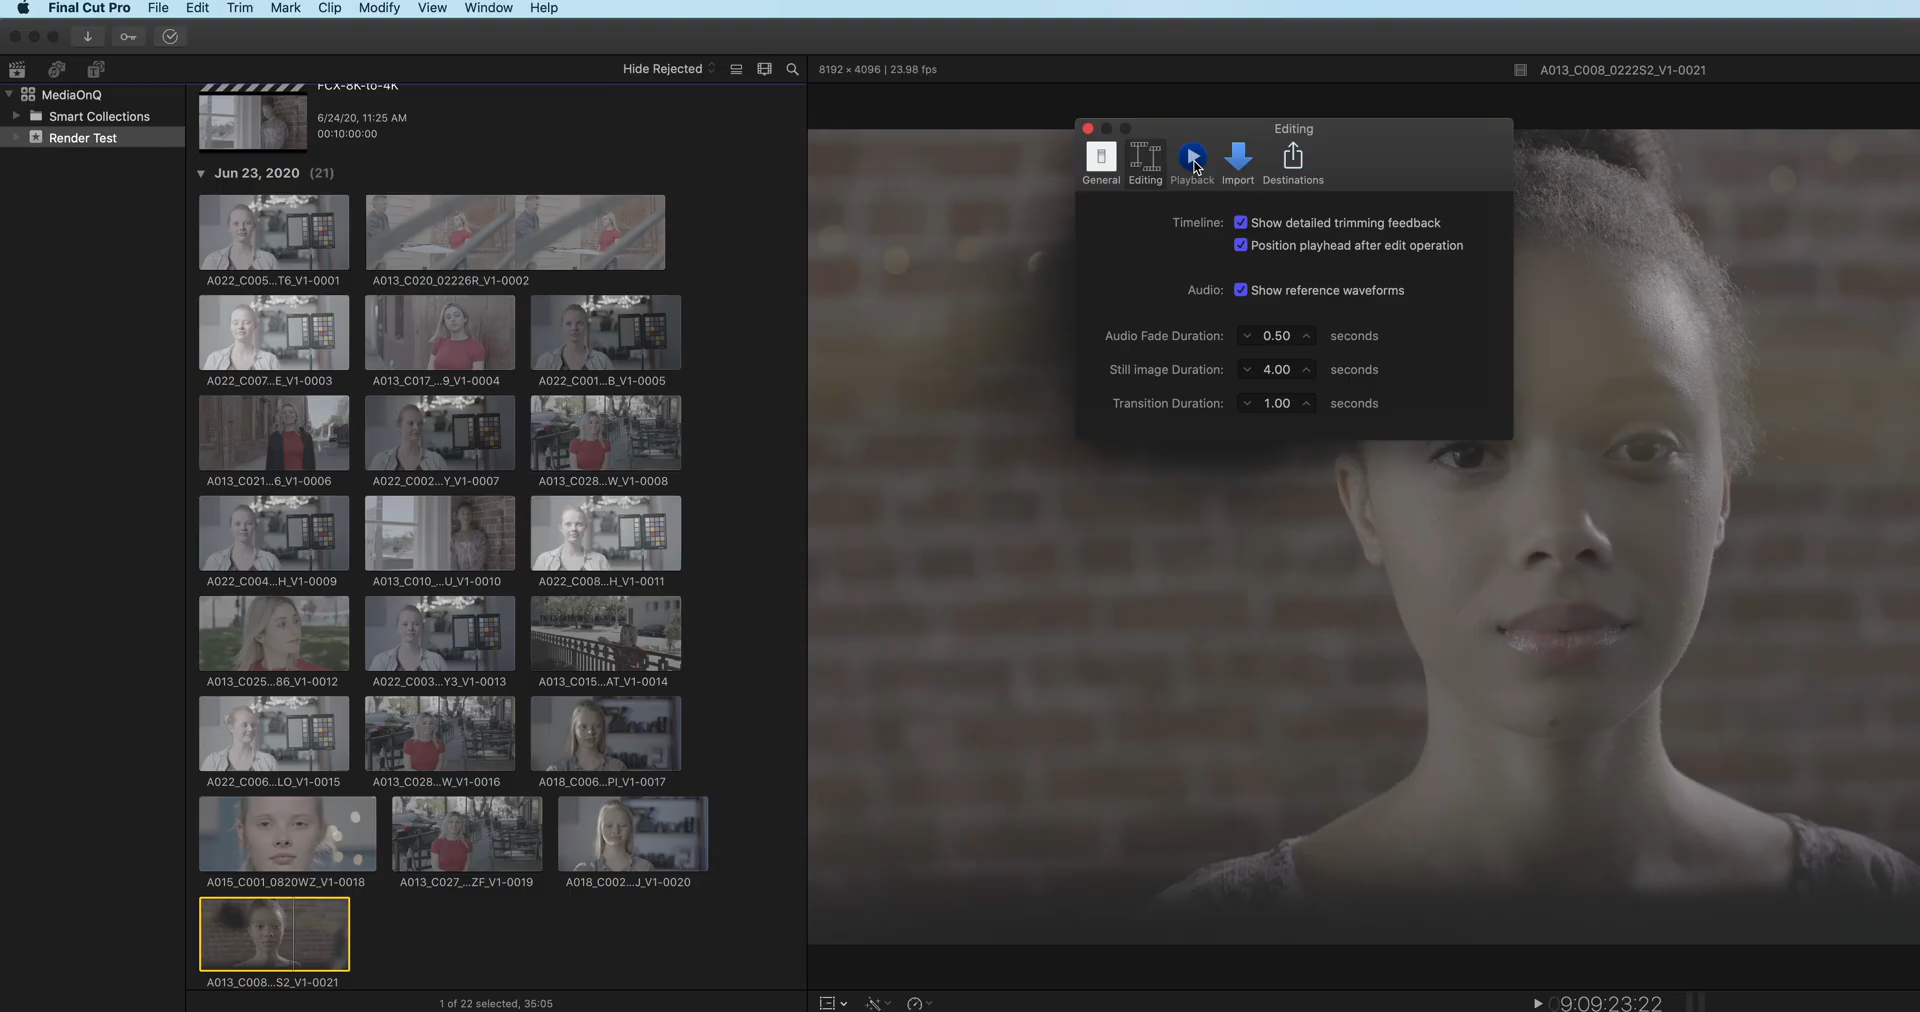 Final Cut Pro File Edit Trim Mark Clip Modify View Window Help
Hide Rejected
8192 × 4096 | 23.98 fps
A013_C008_0222S2_V1-0021
MediaOnQ
Smart Collections
Render Test
FCX-8K-to-4K
6/24/20, 11:25 AM
00:10:00:00
Jun 23, 2020 (21)
A022_C005...T6_V1-0001
A013_C020_02226R_V1-0002
A022_C007...E_V1-0003
A013_C017_...9_V1-0004
A022_C001...B_V1-0005
A013_C021...6_V1-0006
A022_C002...Y_V1-0007
A013_C028...W_V1-0008
A022_C004...H_V1-0009
A013_C010_...U_V1-0010
A022_C008...H_V1-0011
A013_C025...86_V1-0012
A022_C003...Y3_V1-0013
A013_C015...AT_V1-0014
A022_C006...LO_V1-0015
A013_C028...W_V1-0016
A018_C006...PI_V1-0017
A015_C001_0820WZ_V1-0018
A013_C027_...ZF_V1-0019
A018_C002...J_V1-0020
A013_C008...S2_V1-0021
1 of 22 selected, 35:05
Editing
General Editing Playback Import Destinations
Timeline: Show detailed trimming feedback
Position playhead after edit operation
Audio: Show reference waveforms
Audio Fade Duration: 0.50 seconds
Still image Duration: 4.00 seconds
Transition Duration: 1.00 seconds
09:09:23:22